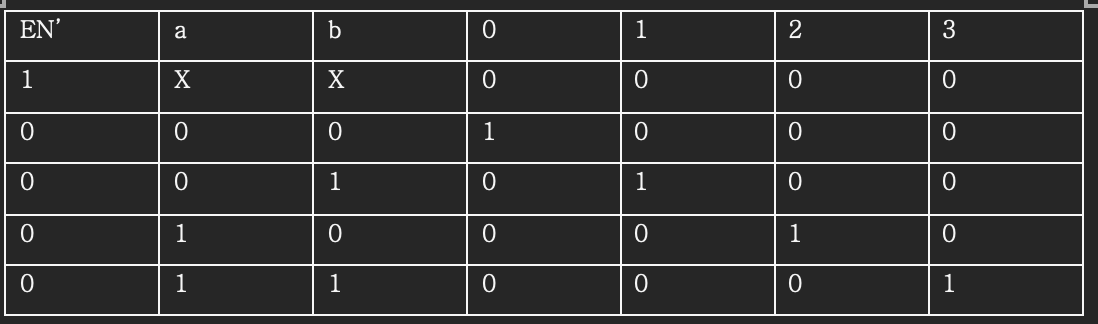 EN’ a b 0 1 2 3
1 X X 0 0 0 0
0 0 0 1 0 0 0
0 0 1 0 1 0 0
0 1 0 0 0 1 0
0 1 1 0 0 0 1